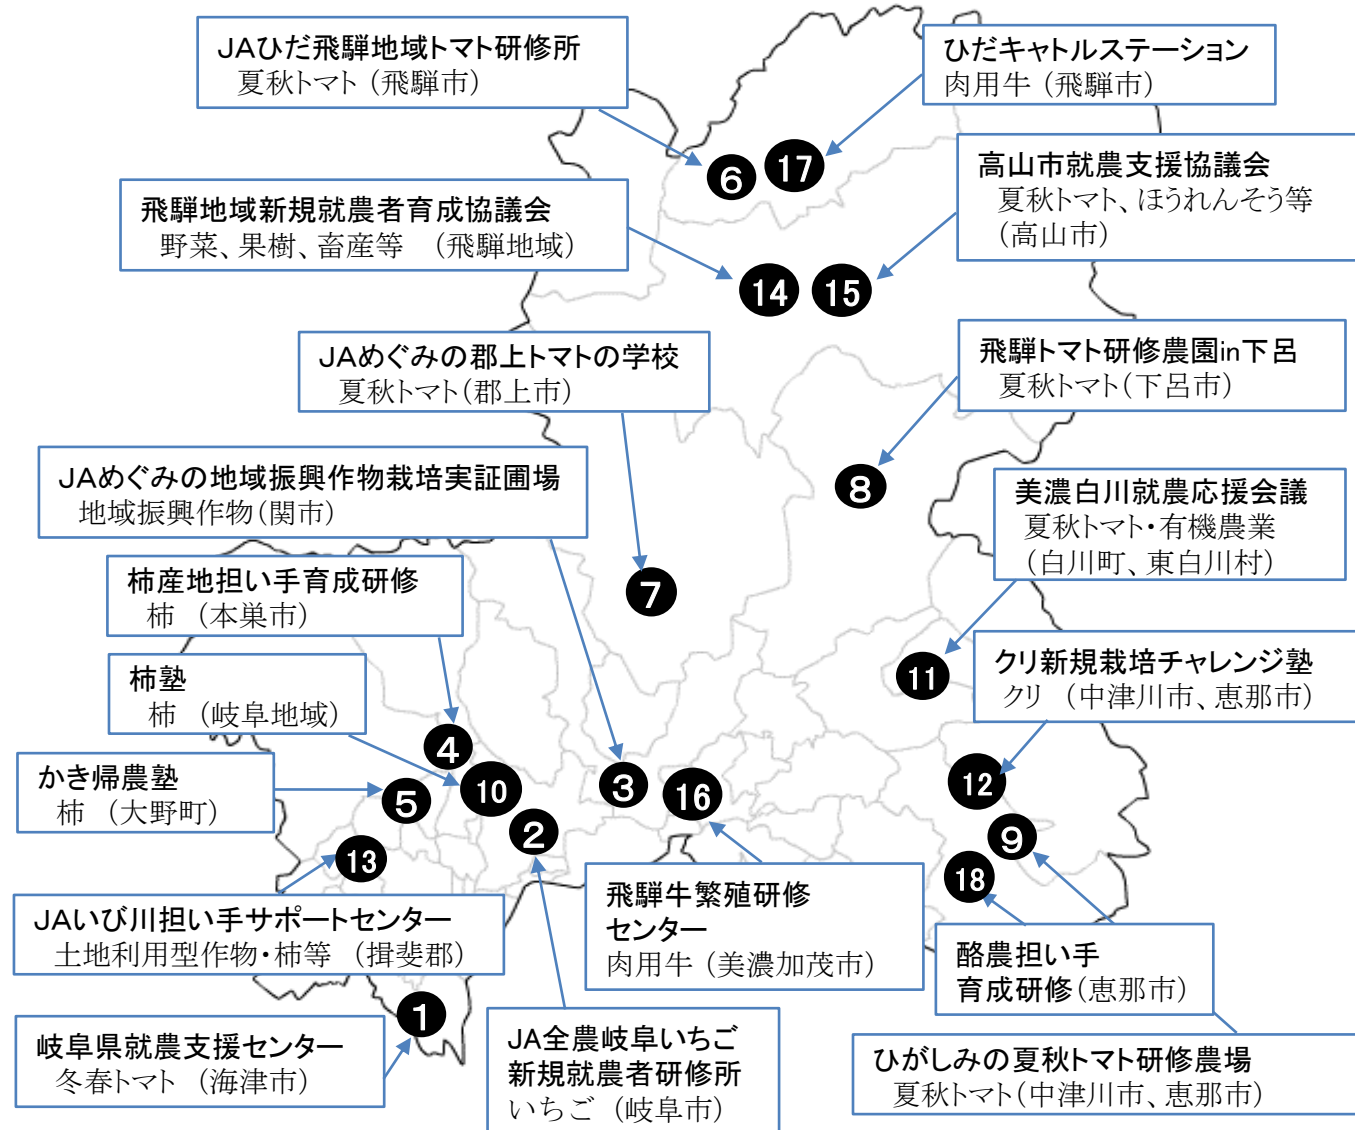 JAひだ飛騨地域トマト研修所
夏秋トマト（飛騨市）
ひだキャトルステーション
肉用牛（飛騨市）
6
17
高山市就農支援協議会
夏秋トマト、ほうれんそう等
（高山市）
飛騨地域新規就農者育成協議会
野菜、果樹、畜産等　（飛騨地域）
14
15
JAめぐみの郡上トマトの学校
夏秋トマト（郡上市）
飛騨トマト研修農園in下呂
夏秋トマト（下呂市）
JAめぐみの地域振興作物栽培実証圃場
地域振興作物（関市）
8
美濃白川就農応援会議
夏秋トマト・有機農業
（白川町、東白川村）
柿産地担い手育成研修
柿　（本巣市）
7
柿塾
柿　（岐阜地域）
11
クリ新規栽培チャレンジ塾
クリ　（中津川市、恵那市）
4
かき帰農塾
柿　（大野町）
5
10
3
16
12
2
9
13
18
JAいび川担い手サポートセンター
土地利用型作物・柿等　（揖斐郡）
飛騨牛繁殖研修
センター
肉用牛（美濃加茂市）
酪農担い手
育成研修（恵那市）
1
岐阜県就農支援センター
冬春トマト　（海津市）
JA全農岐阜いちご
新規就農者研修所
いちご　（岐阜市）
ひがしみの夏秋トマト研修農場
夏秋トマト（中津川市、恵那市）